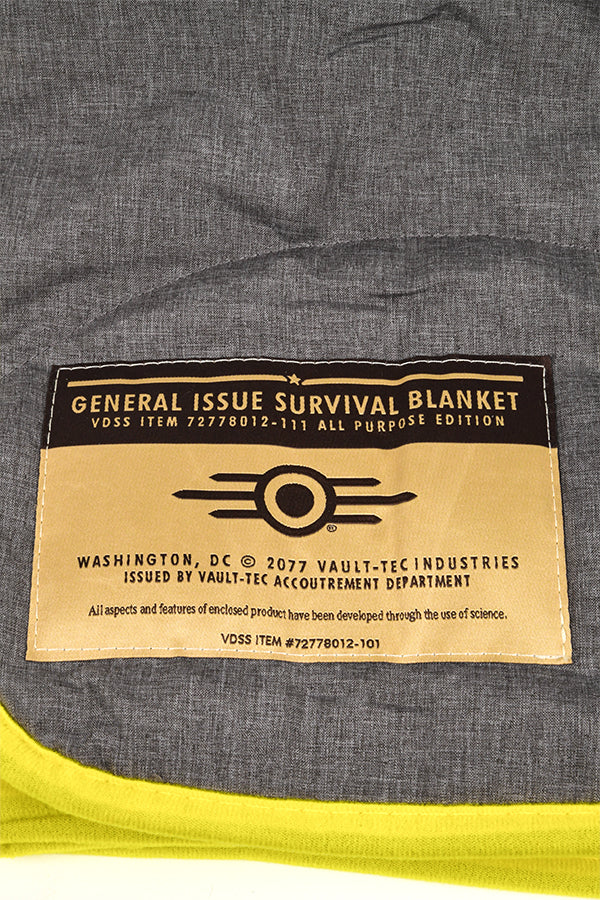 GENERAL ISSUE SURVIVAL BLANKET
VDSS ITEM 72778012-111 ALL PURPOSE EDITION
®
WASHINGTON, DC © 2077 VAULT-TEC INDUSTRIES
ISSUED BY VAULT-TEC ACCOUTREMENT DEPARTMENT
All aspects and features of enclosed product have been developed through the use of science.
VDSS ITEM #72778012-101